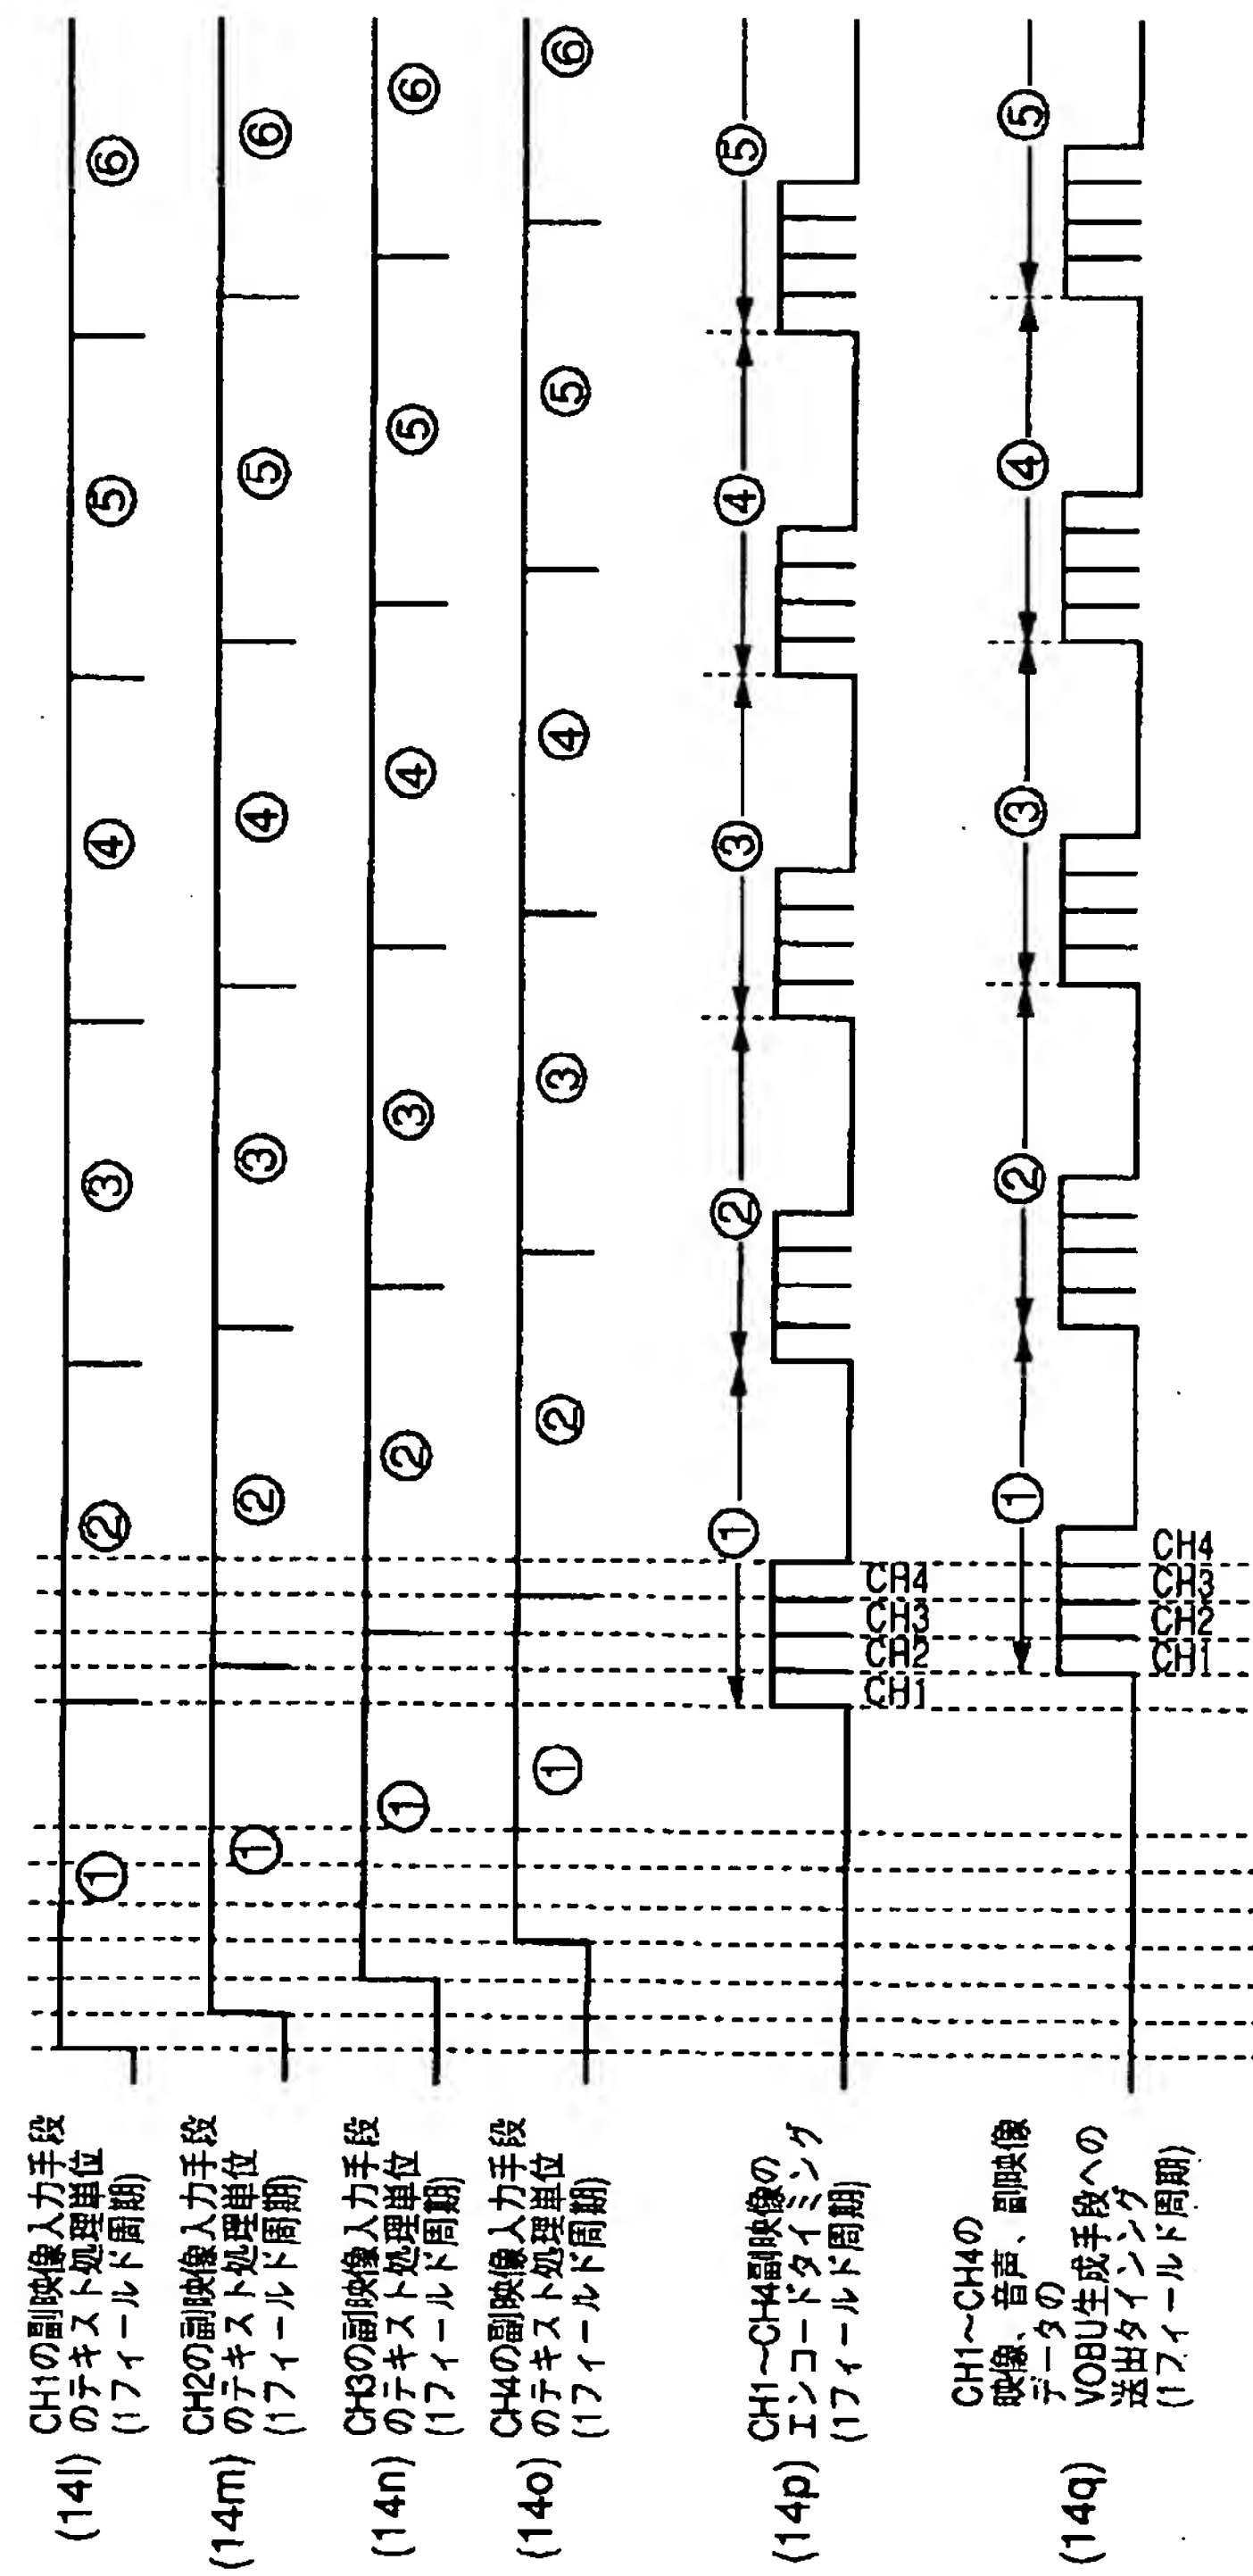 (14l) CH1の副映像入力手段
のテキスト処理単位
(1フィールド周期)
① ② ③ ④ ⑤ ⑥
(14m) CH2の副映像入力手段
のテキスト処理単位
(1フィールド周期)
① ② ③ ④ ⑤ ⑥
(14n) CH3の副映像入力手段
のテキスト処理単位
(1フィールド周期)
① ② ③ ④ ⑤ ⑥
(14o) CH4の副映像入力手段
のテキスト処理単位
(1フィールド周期)
① ② ③ ④ ⑤ ⑥
(14p) CH1~CH4副映像の
エンコードタイミング
(1フィールド周期)
① ② ③ ④ ⑤
CH1 CH2 CH3 CH4
(14q) CH1~CH4の
映像、音声、副映像
データの
VOBU生成手段への
送出タイミング
(1フィールド周期)
① ② ③ ④ ⑤
CH1 CH2 CH3 CH4